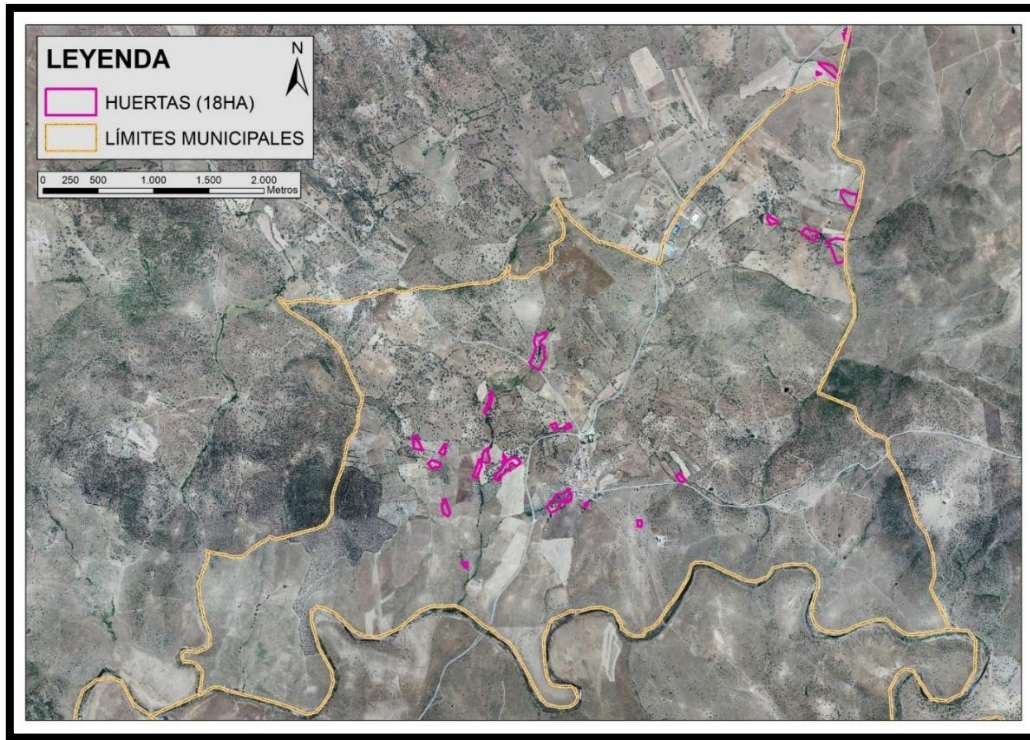 LEYENDA
N
HUERTAS (18HA)
LÍMITES MUNICIPALES
0 250 500 1.000 1.500 2.000
Metros